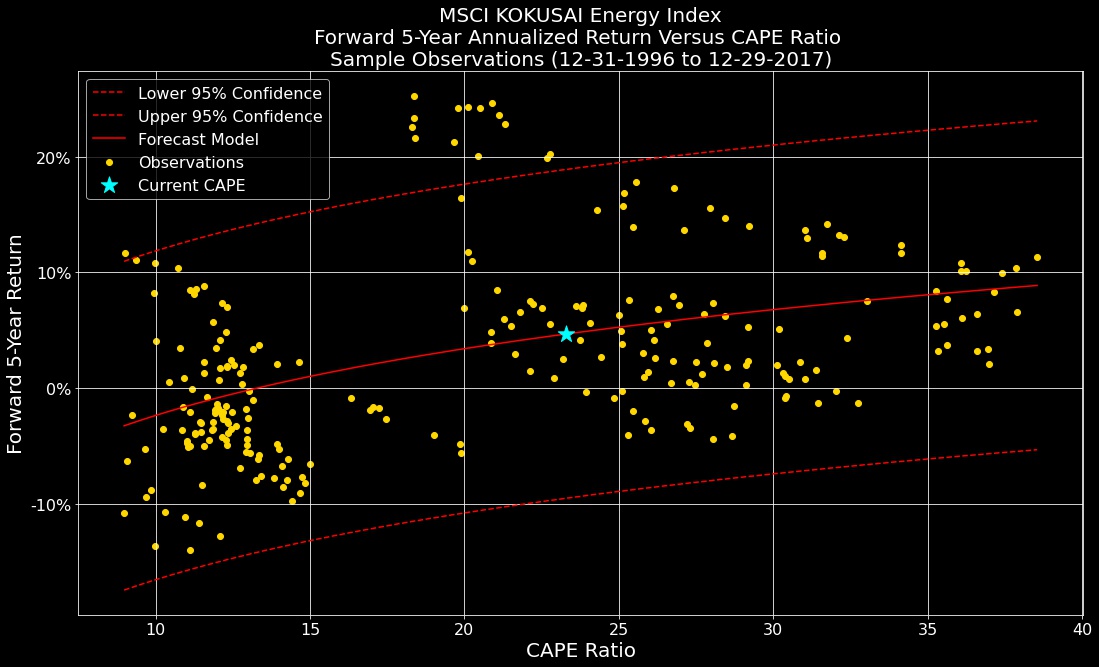 MSCI KOKUSAI Energy Index
Forward 5-Year Annualized Return Versus CAPE Ratio
Sample Observations (12-31-1996 to 12-29-2017)
Lower 95% Confidence
Upper 95% Confidence
Forecast Model
Observations
Current CAPE
Forward 5-Year Return
20%
10%
0%
-10%
10 15 20 25 30 35 40
CAPE Ratio